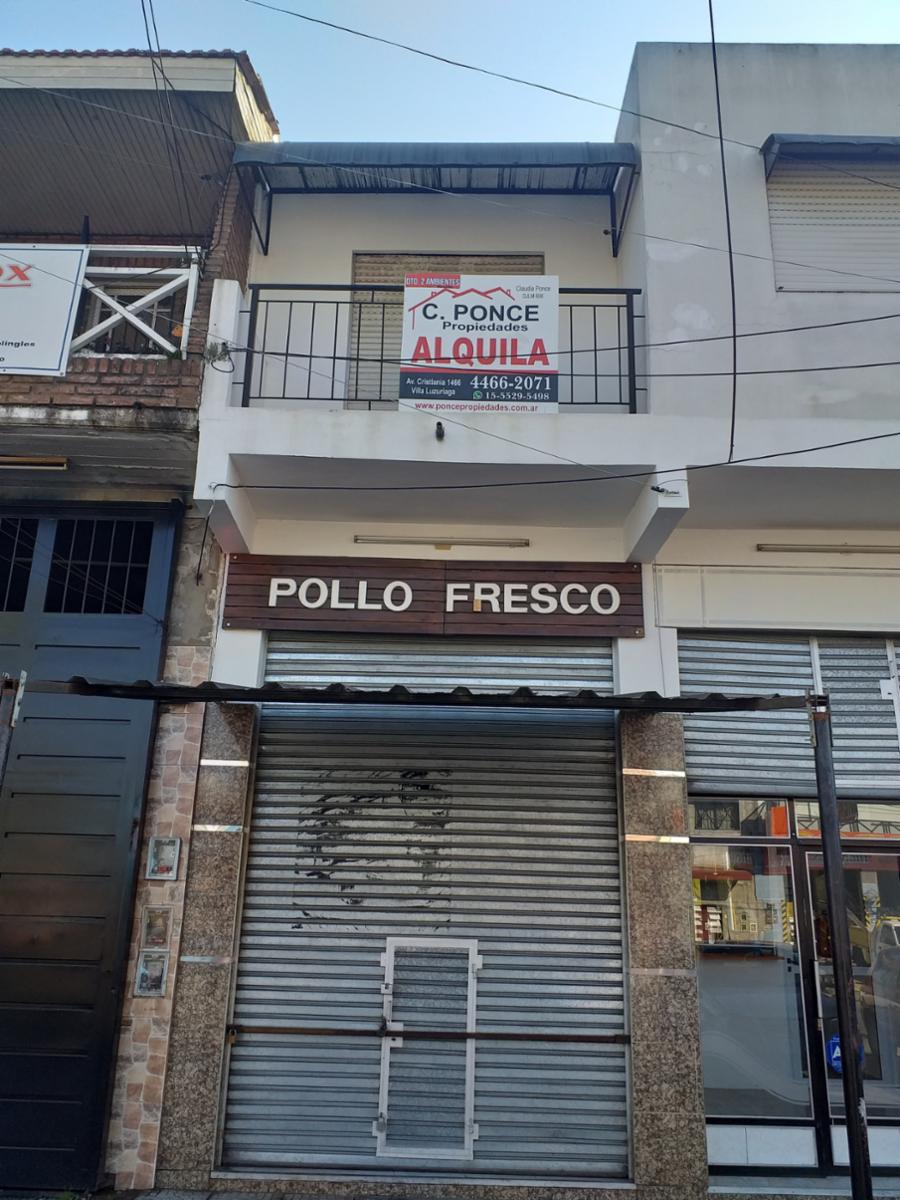 DTO. 2 AMBIENTES
Claudia Ponce
C. PONCE
Propiedades
ALQUILA
Av. Cristianía 1466
Villa Luzuriaga
4466-2071
15-5529-5498
www.poncepropiedades.com.ar
POLLO FRESCO